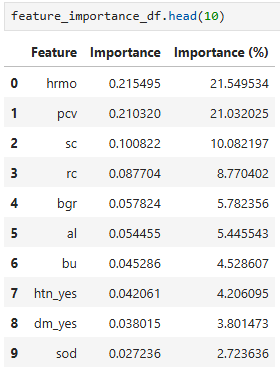 feature_importance_df.head(10)
Feature Importance Importance (%)
0 hrmo 0.215495 21.549534
1 pcv 0.210320 21.032025
2 sc 0.100822 10.082197
3 rc 0.087704 8.770402
4 bgr 0.057824 5.782356
5 al 0.054455 5.445543
6 bu 0.045286 4.528607
7 htn_yes 0.042061 4.206095
8 dm_yes 0.038015 3.801473
9 sod 0.027236 2.723636